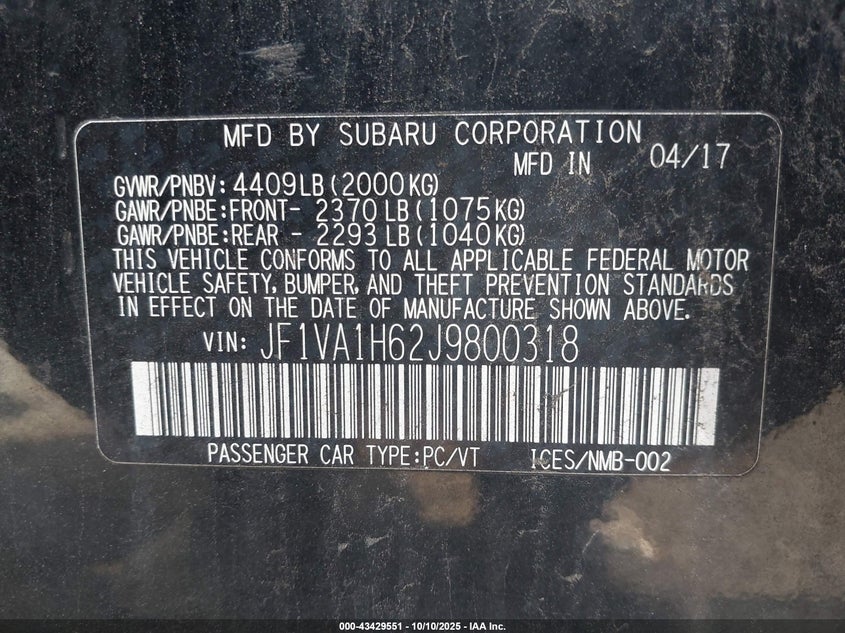 MFD BY SUBARU CORPORATION
MFD IN 04/17
GVWR/PNBV: 4409LB (2000KG)
GAWR/PNBE:FRONT- 2370 LB (1075KG)
GAWR/PNBE:REAR - 2293 LB (1040KG)
THIS VEHICLE CONFORMS TO ALL APPLICABLE FEDERAL MOTOR
VEHICLE SAFETY, BUMPER, AND THEFT PREVENTION STANDARDS
IN EFFECT ON THE DATE OF MANUFACTURE SHOWN ABOVE.
VIN: JF1VA1H62J9800318
PASSENGER CAR TYPE:PC/VT ICES/NMB-002
000-43429551 - 10/10/2025 - IAA Inc.